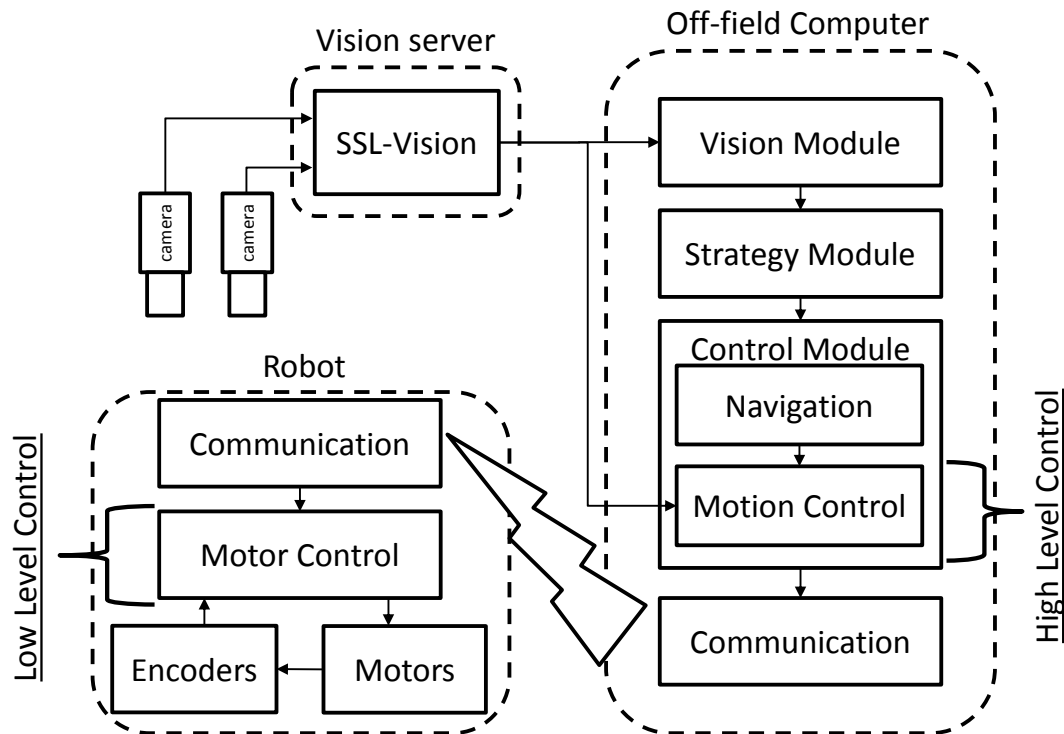 Off-field Computer
Vision server
SSL-Vision
Vision Module
camera
camera
Strategy Module
Control Module
Navigation
Motion Control
High Level Control
Communication
Robot
Communication
Low Level Control
Motor Control
Encoders
Motors